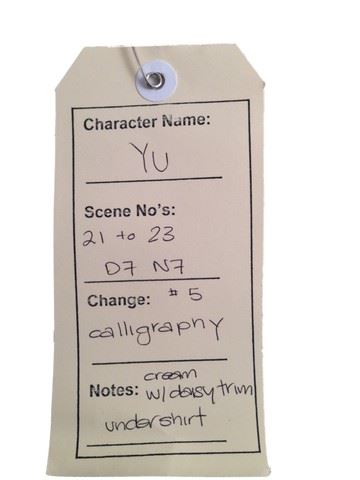 Character Name:
YU
Scene No's:
21 to 23
D7 N7
Change: #5
calligraphy
cream
Notes: w/daisy trim
undershirt